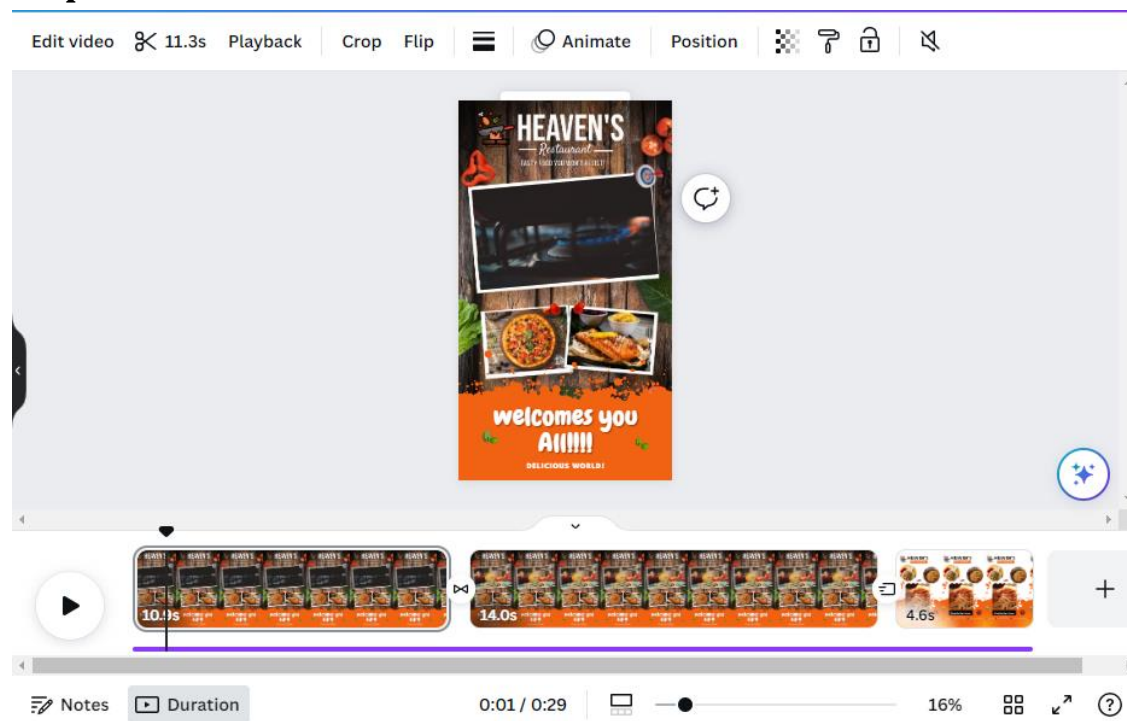 Edit video 11.3s Playback Crop Flip Animate Position
HEAVEN'S
Restaurant
welcomes you
All!!!!
DELICIOUS WORLD!
10.9s 14.0s 4.6s
Notes Duration 0:01 / 0:29 16%